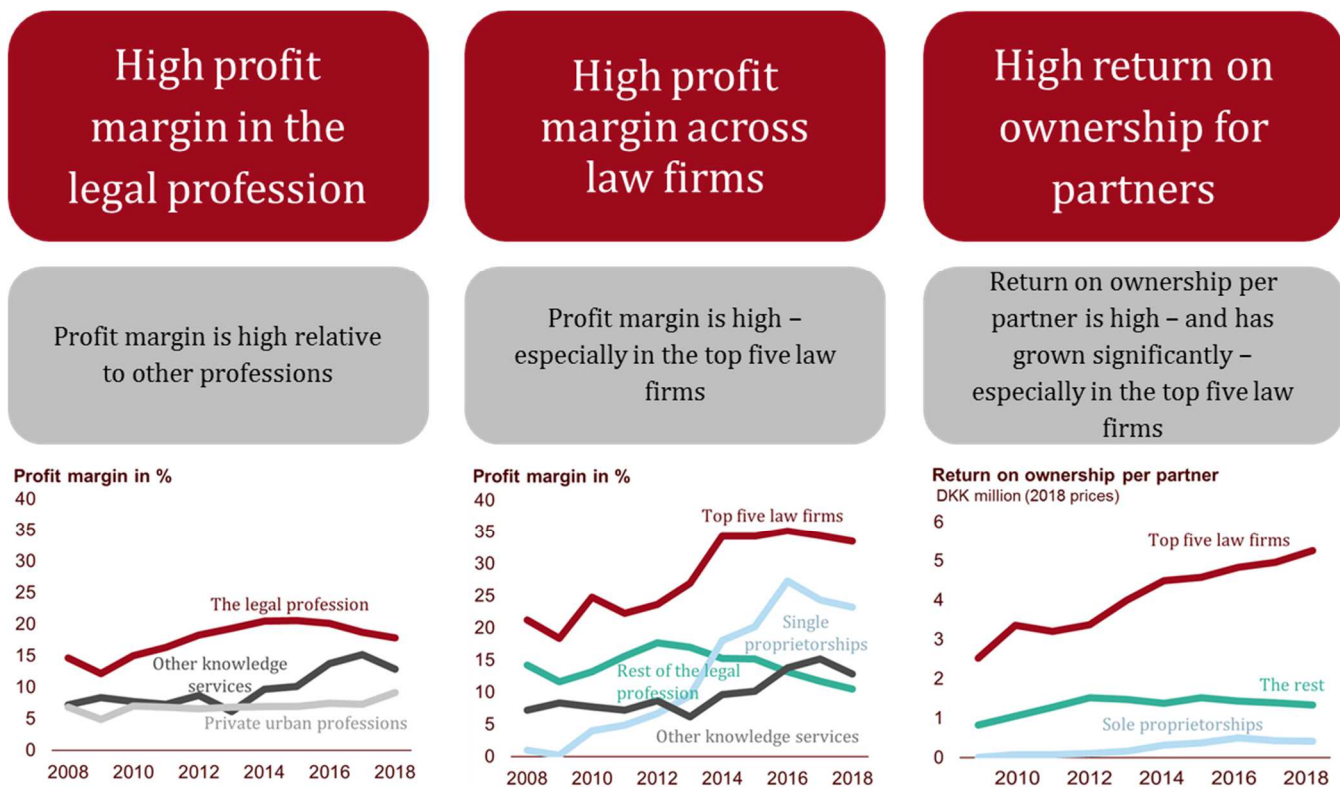 High profit
margin in the
legal profession
High profit
margin across
law firms
High return on
ownership for
partners
Profit margin is high relative
to other professions
Profit margin is high –
especially in the top five law
firms
Return on ownership per
partner is high – and has
grown significantly –
especially in the top five law
firms
Profit margin in %
40
35
30
25
20
15
10
5
0
The legal profession
Other knowledge
services
Private urban professions
2008
2010
2012
2014
2016
2018
Profit margin in %
40
35
30
25
20
15
10
5
0
Top five law firms
Single
proprietorships
Rest of the legal
profession
Other knowledge services
2008
2010
2012
2014
2016
2018
Return on ownership per partner
DKK million (2018 prices)
6
5
4
3
2
1
0
Top five law firms
The rest
Sole proprietorships
2010
2012
2014
2016
2018